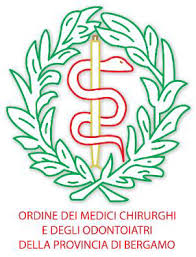 ORDINE DEI MEDICI CHIRURGHI
E DEGLI ODONTOIATRI
DELLA PROVINCIA DI BERGAMO